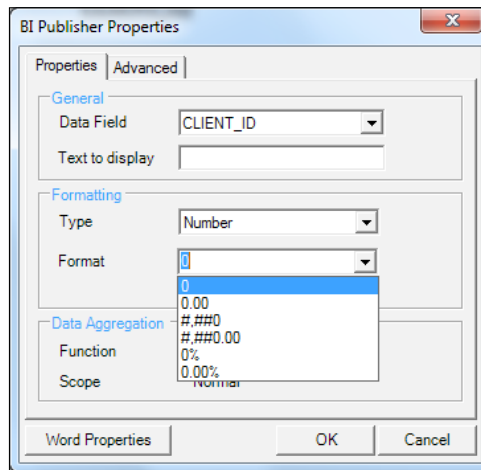 BI Publisher Properties
Properties Advanced
General
Data Field CLIENT_ID
Text to display
Formatting
Type Number
Format 0
0
0.00
#,##0
#,##0.00
0%
0.00%
Data Aggregation
Function
Scope Normal
Word Properties OK Cancel